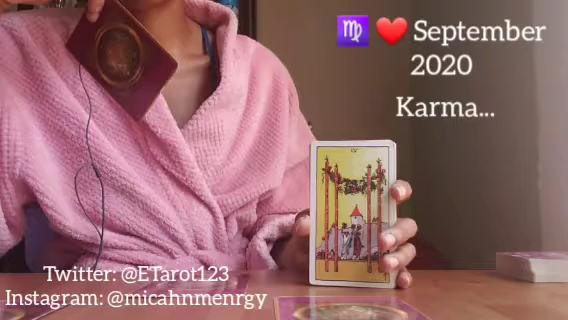 ♍ ❤️ September
2020
Karma...
IV
Twitter: @ETarot123
Instagram: @micahnmenrgy